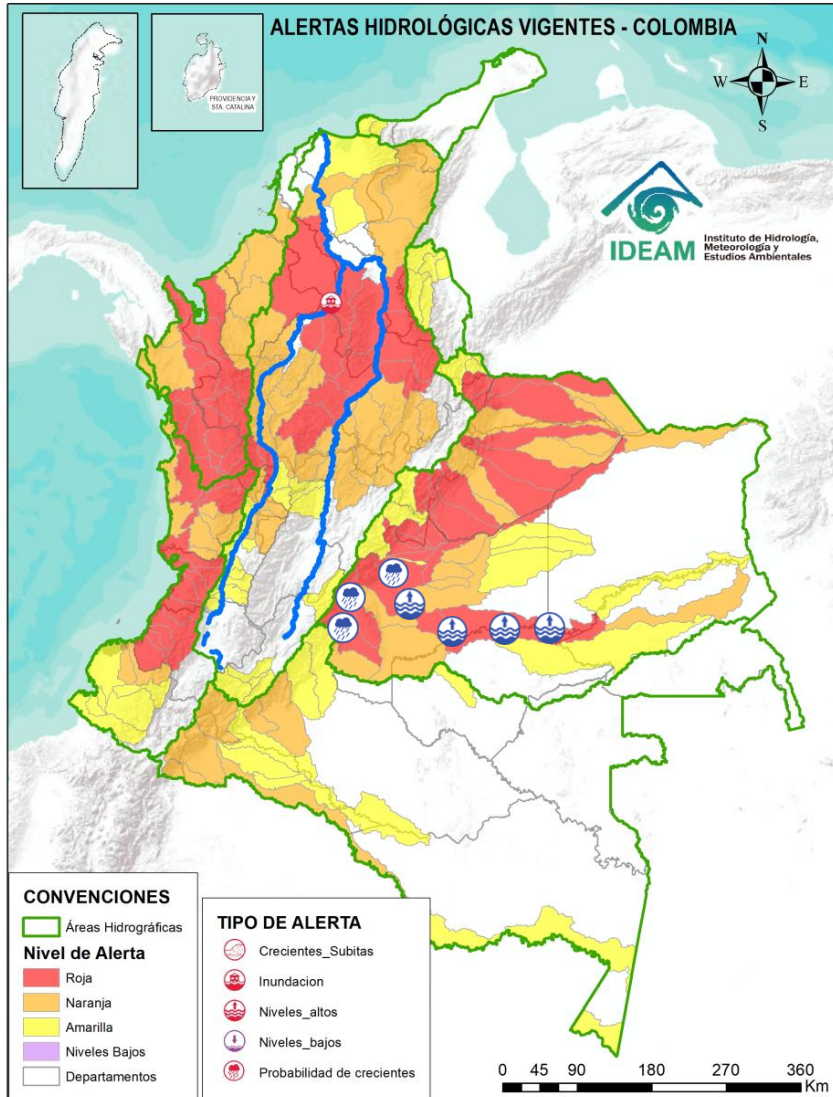 ALERTAS HIDROLÓGICAS VIGENTES - COLOMBIA
PROVIDENCIA Y
STA. CATALINA
N
W
E
S
IDEAM
Instituto de Hidrología,
Meteorología y
Estudios Ambientales
CONVENCIONES
Áreas Hidrográficas
Nivel de Alerta
Roja
Naranja
Amarilla
Niveles Bajos
Departamentos
TIPO DE ALERTA
Crecientes_Subitas
Inundacion
Niveles_altos
Niveles_bajos
Probabilidad de crecientes
0 45 90 180 270 360
Km